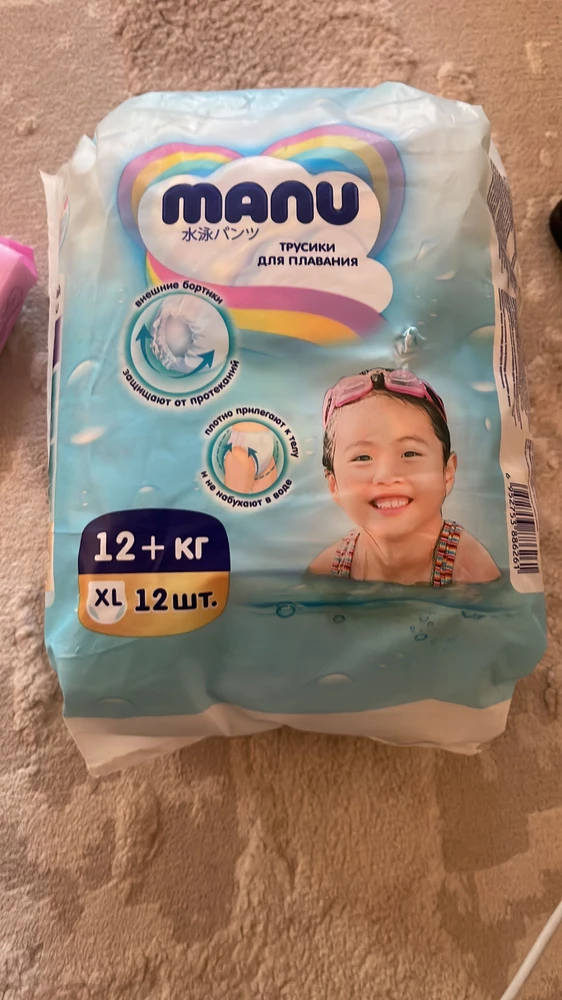 manu
水泳パンツ
ТРУСИКИ
ДЛЯ ПЛАВАНИЯ
внешние бортики
защищают от протеканий
плотно прилегают к телу
и не набухают в воде
12+ кг
XL 12 шт.